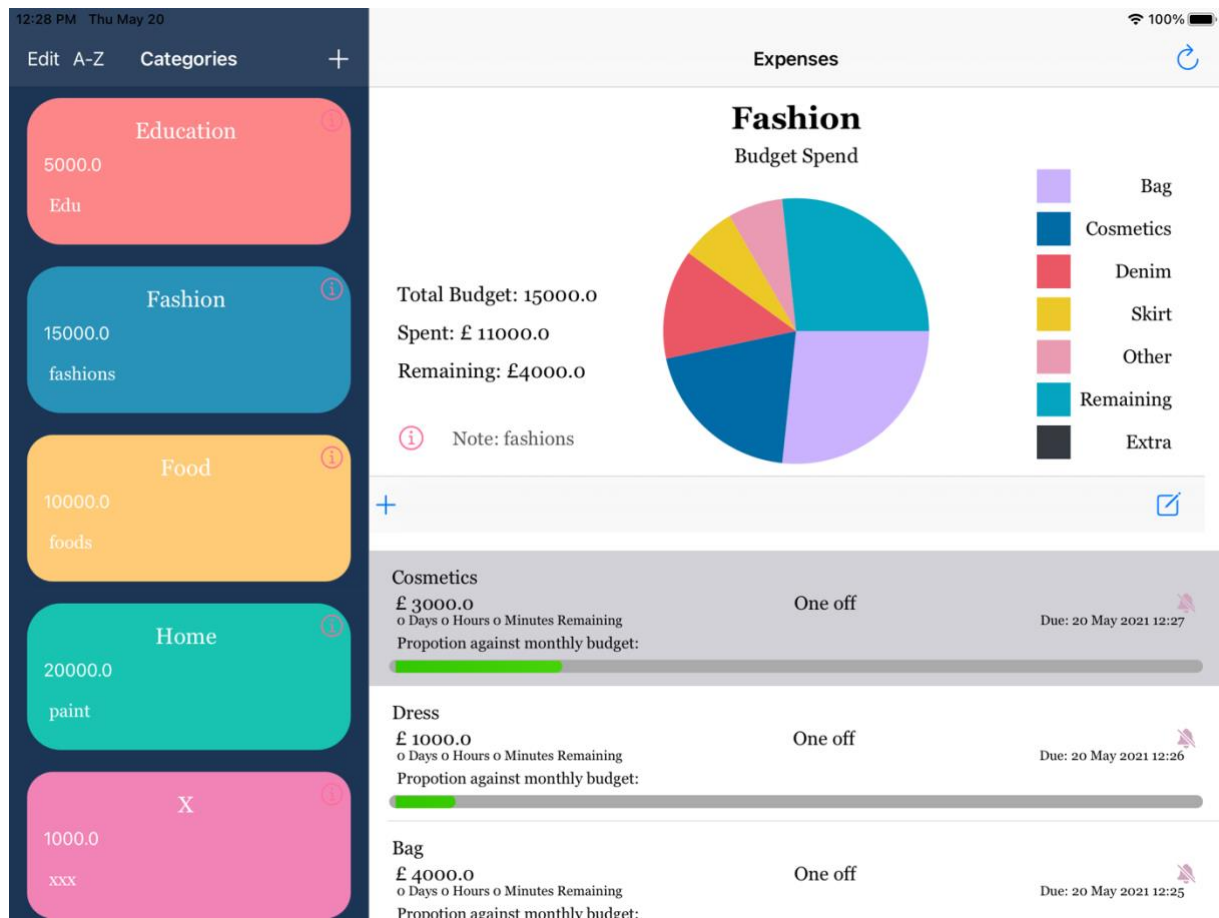 12:28 PM Thu May 20
100%
Edit A-Z Categories +
Education
5000.0
Edu
Fashion
15000.0
fashions
Food
10000.0
foods
Home
20000.0
paint
X
1000.0
xxx
Expenses
Fashion
Budget Spend
Total Budget: 15000.0
Spent: £ 11000.0
Remaining: £4000.0
Note: fashions
Bag
Cosmetics
Denim
Skirt
Other
Remaining
Extra
+
Cosmetics
£ 3000.0 One off
0 Days 0 Hours 0 Minutes Remaining Due: 20 May 2021 12:27
Propotion against monthly budget:
Dress
£ 1000.0 One off
0 Days 0 Hours 0 Minutes Remaining Due: 20 May 2021 12:26
Propotion against monthly budget:
Bag
£ 4000.0 One off
0 Days 0 Hours 0 Minutes Remaining Due: 20 May 2021 12:25
Propotion against monthly budget: